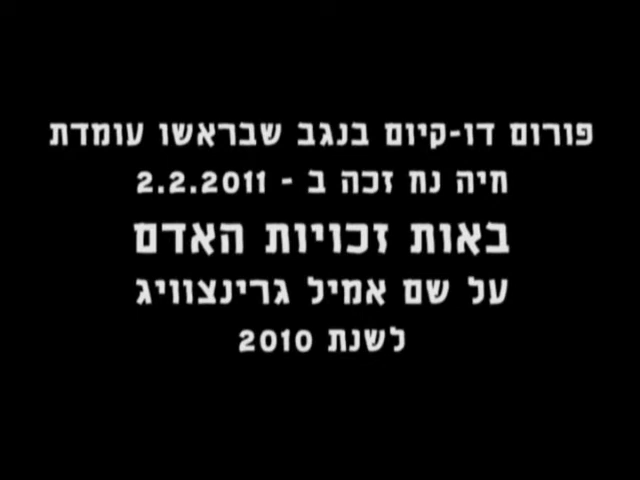 פורום דו-קיום בנגב שבראשו עומדת
חיה נח זכה ב - 2.2.2011
באות זכויות האדם
על שם אמיל גרינצוויג
לשנת 2010